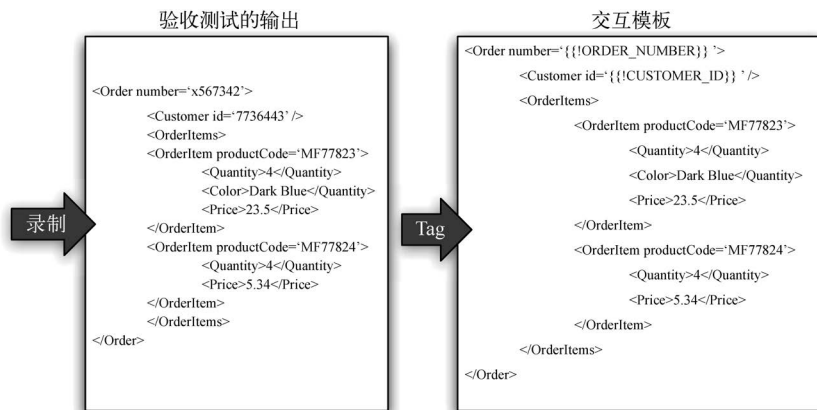 验收测试的输出
<Order number=‘x567342’>
<Customer id=‘7736443’ />
<OrderItems>
<OrderItem productCode=‘MF77823’>
<Quantity>4</Quantity>
<Color>Dark Blue</Quantity>
<Price>23.5</Price>
</OrderItem>
<OrderItem productCode=‘MF77824’>
<Quantity>4</Quantity>
<Price>5.34</Price>
</OrderItem>
</OrderItems>
</Order>
录制
交互模板
<Order number=‘{{!ORDER_NUMBER}} ’>
<Customer id=‘{{!CUSTOMER_ID}} ’ />
<OrderItems>
<OrderItem productCode=‘MF77823’>
<Quantity>4</Quantity>
<Color>Dark Blue</Quantity>
<Price>23.5</Price>
</OrderItem>
<OrderItem productCode=‘MF77824’>
<Quantity>4</Quantity>
<Price>5.34</Price>
</OrderItem>
</OrderItems>
</Order>
Tag